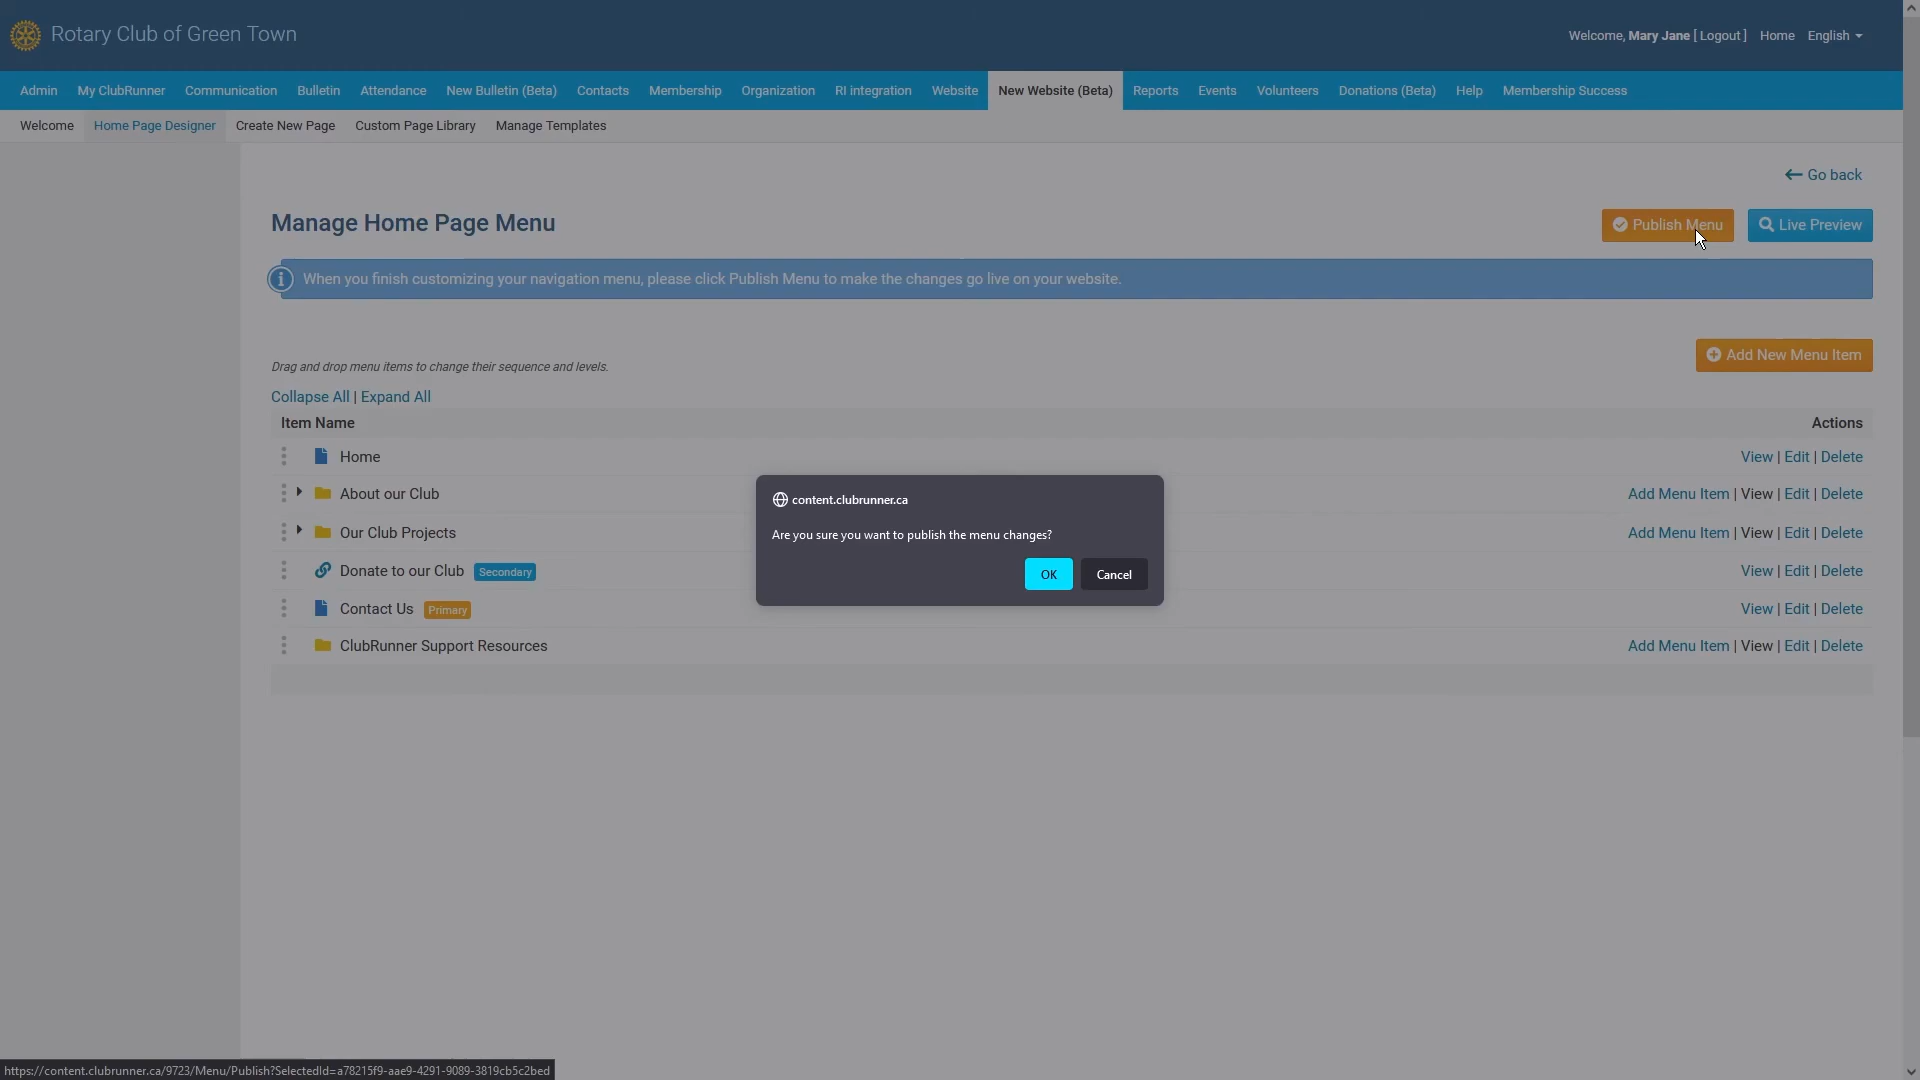 Rotary Club of Green Town
Welcome, Mary Jane [ Logout ] Home English
Admin My ClubRunner Communication Bulletin Attendance New Bulletin (Beta) Contacts Membership Organization RI integration Website New Website (Beta) Reports Events Volunteers Donations (Beta) Help Membership Success
Welcome Home Page Designer Create New Page Custom Page Library Manage Templates
Go back
Manage Home Page Menu
Publish Menu Live Preview
When you finish customizing your navigation menu, please click Publish Menu to make the changes go live on your website.
Add New Menu Item
Drag and drop menu items to change their sequence and levels.
Collapse All | Expand All
Item Name Actions
Home View | Edit | Delete
About our Club Add Menu Item | View | Edit | Delete
Our Club Projects Add Menu Item | View | Edit | Delete
Donate to our Club Secondary View | Edit | Delete
Contact Us Primary View | Edit | Delete
ClubRunner Support Resources Add Menu Item | View | Edit | Delete
content.clubrunner.ca
Are you sure you want to publish the menu changes?
OK Cancel
https://content.clubrunner.ca/9723/Menu/Publish?SelectedId=a78215f9-aae9-4291-9089-3819cb5c2bed